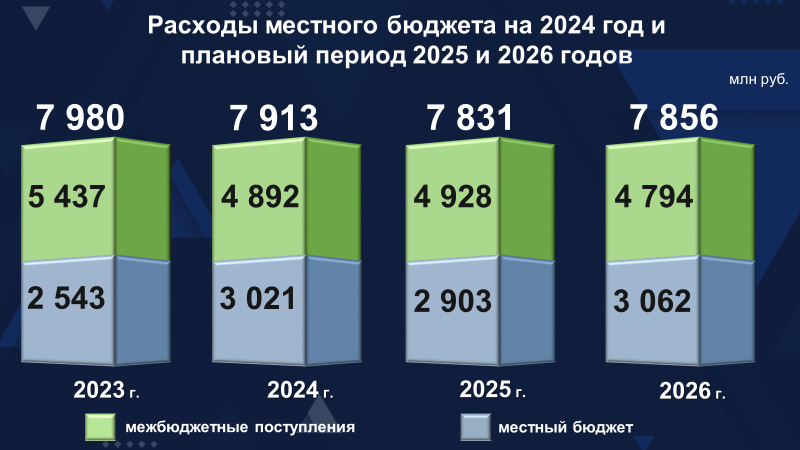 Расходы местного бюджета на 2024 год и
плановый период 2025 и 2026 годов
млн руб.
7 980 7 913 7 831 7 856
5 437 4 892 4 928 4 794
2 543 3 021 2 903 3 062
2023 г. 2024 г. 2025 г. 2026 г.
межбюджетные поступления местный бюджет